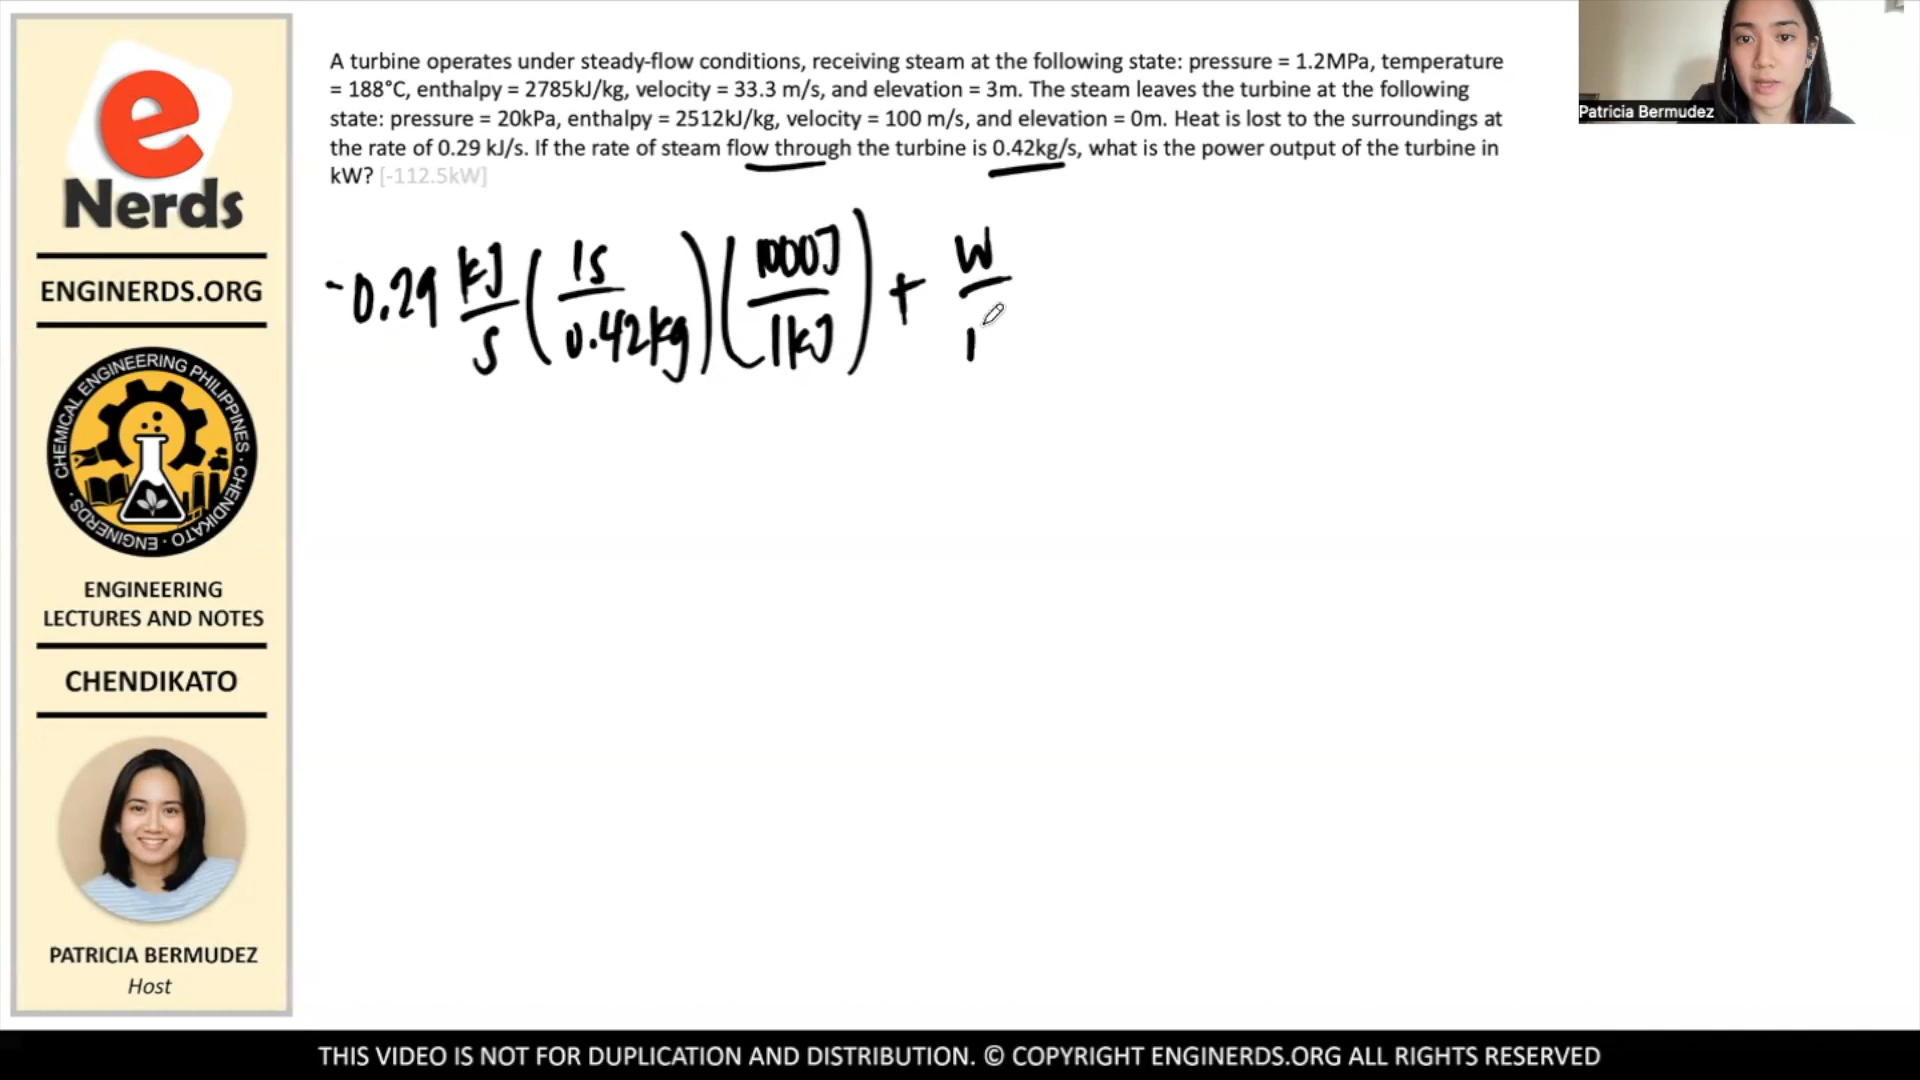 e
Nerds
ENGINERDS.ORG
CHEMICAL ENGINEERING PHILIPPINES · CHENDIKATO · ENGINERDS ·
ENGINEERING
LECTURES AND NOTES
CHENDIKATO
PATRICIA BERMUDEZ
Host
A turbine operates under steady-flow conditions, receiving steam at the following state: pressure = 1.2MPa, temperature
= 188°C, enthalpy = 2785kJ/kg, velocity = 33.3 m/s, and elevation = 3m. The steam leaves the turbine at the following
state: pressure = 20kPa, enthalpy = 2512kJ/kg, velocity = 100 m/s, and elevation = 0m. Heat is lost to the surroundings at
the rate of 0.29 kJ/s. If the rate of steam flow through the turbine is 0.42kg/s, what is the power output of the turbine in
kW? [-112.5kW]
-0.29 kJ/s (1s/0.42kg)(1000J/1kJ) + W/
Patricia Bermudez
THIS VIDEO IS NOT FOR DUPLICATION AND DISTRIBUTION. © COPYRIGHT ENGINERDS.ORG ALL RIGHTS RESERVED